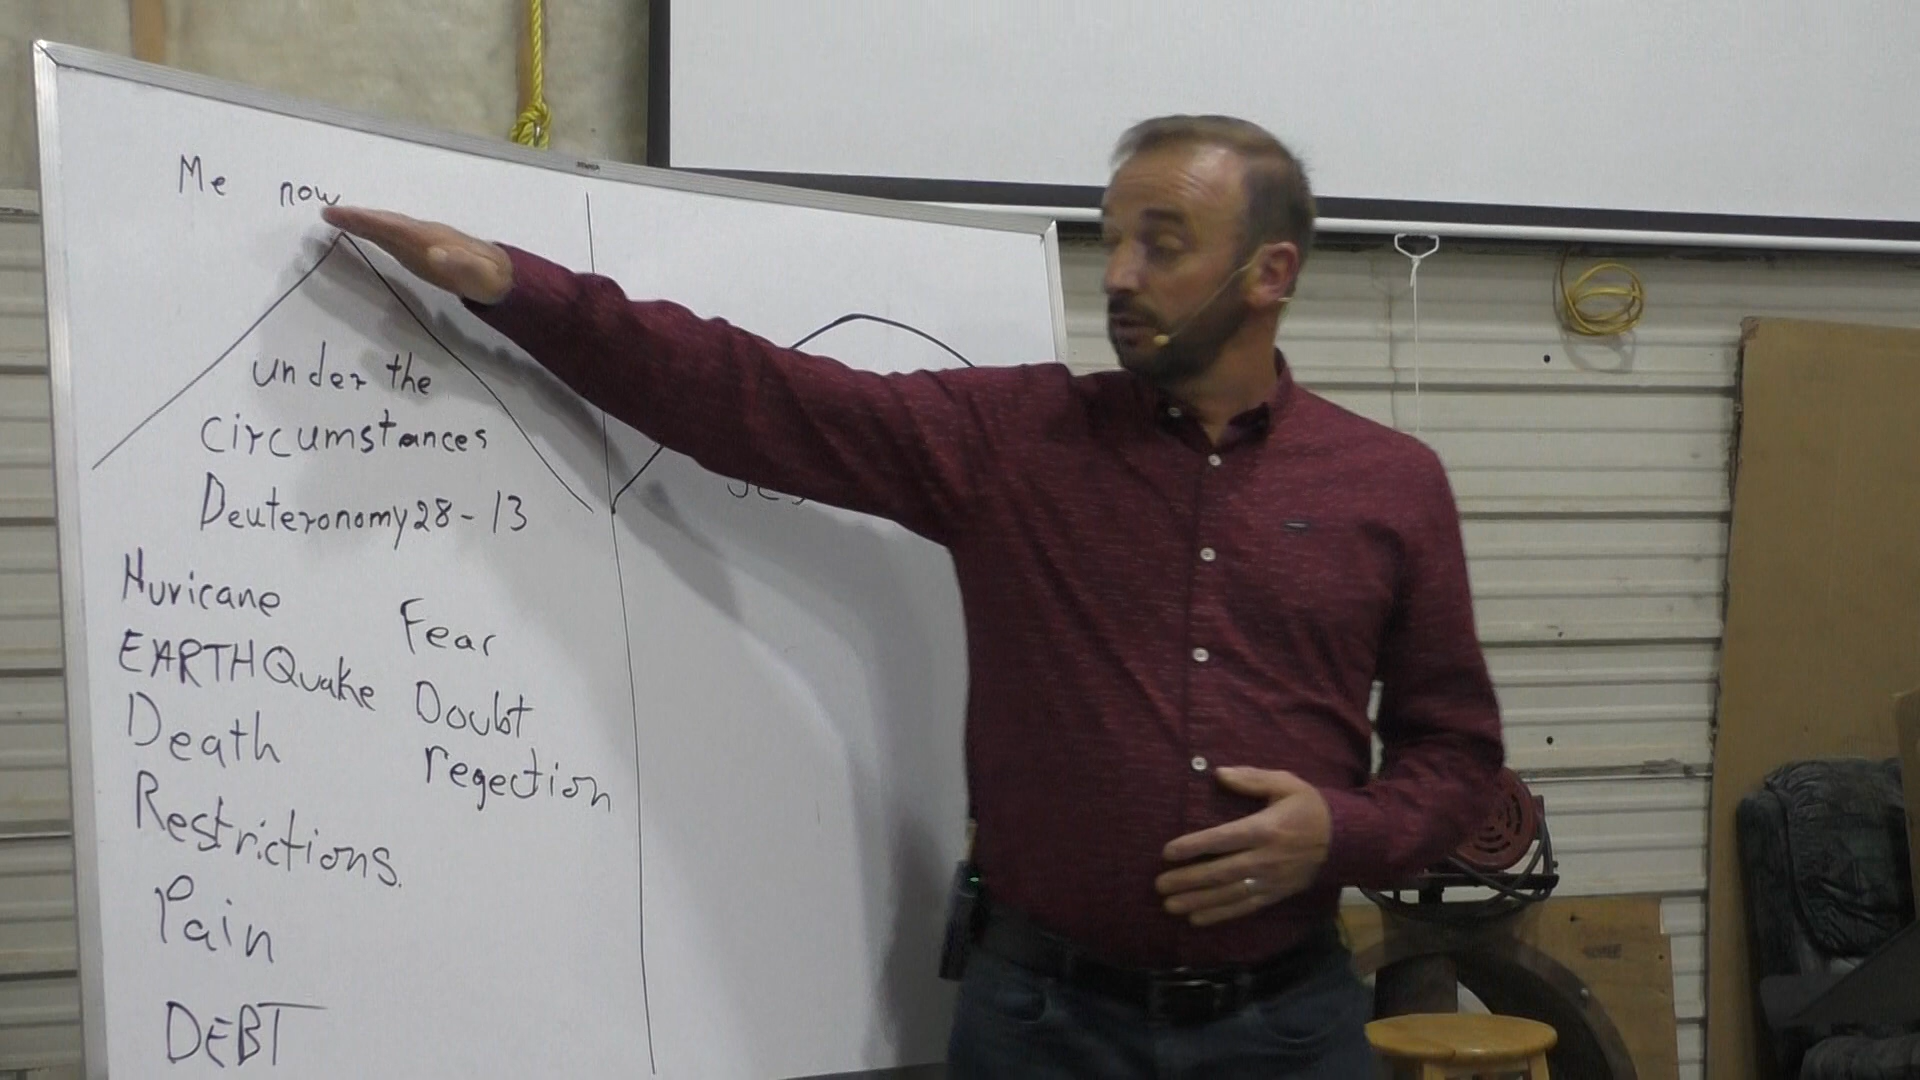 Me now
under the
circumstances
Deuteronomy 28-13
Huricane
EARTHQuake
Death
Restrictions.
Pain
DEBT
Fear
Doubt
regection